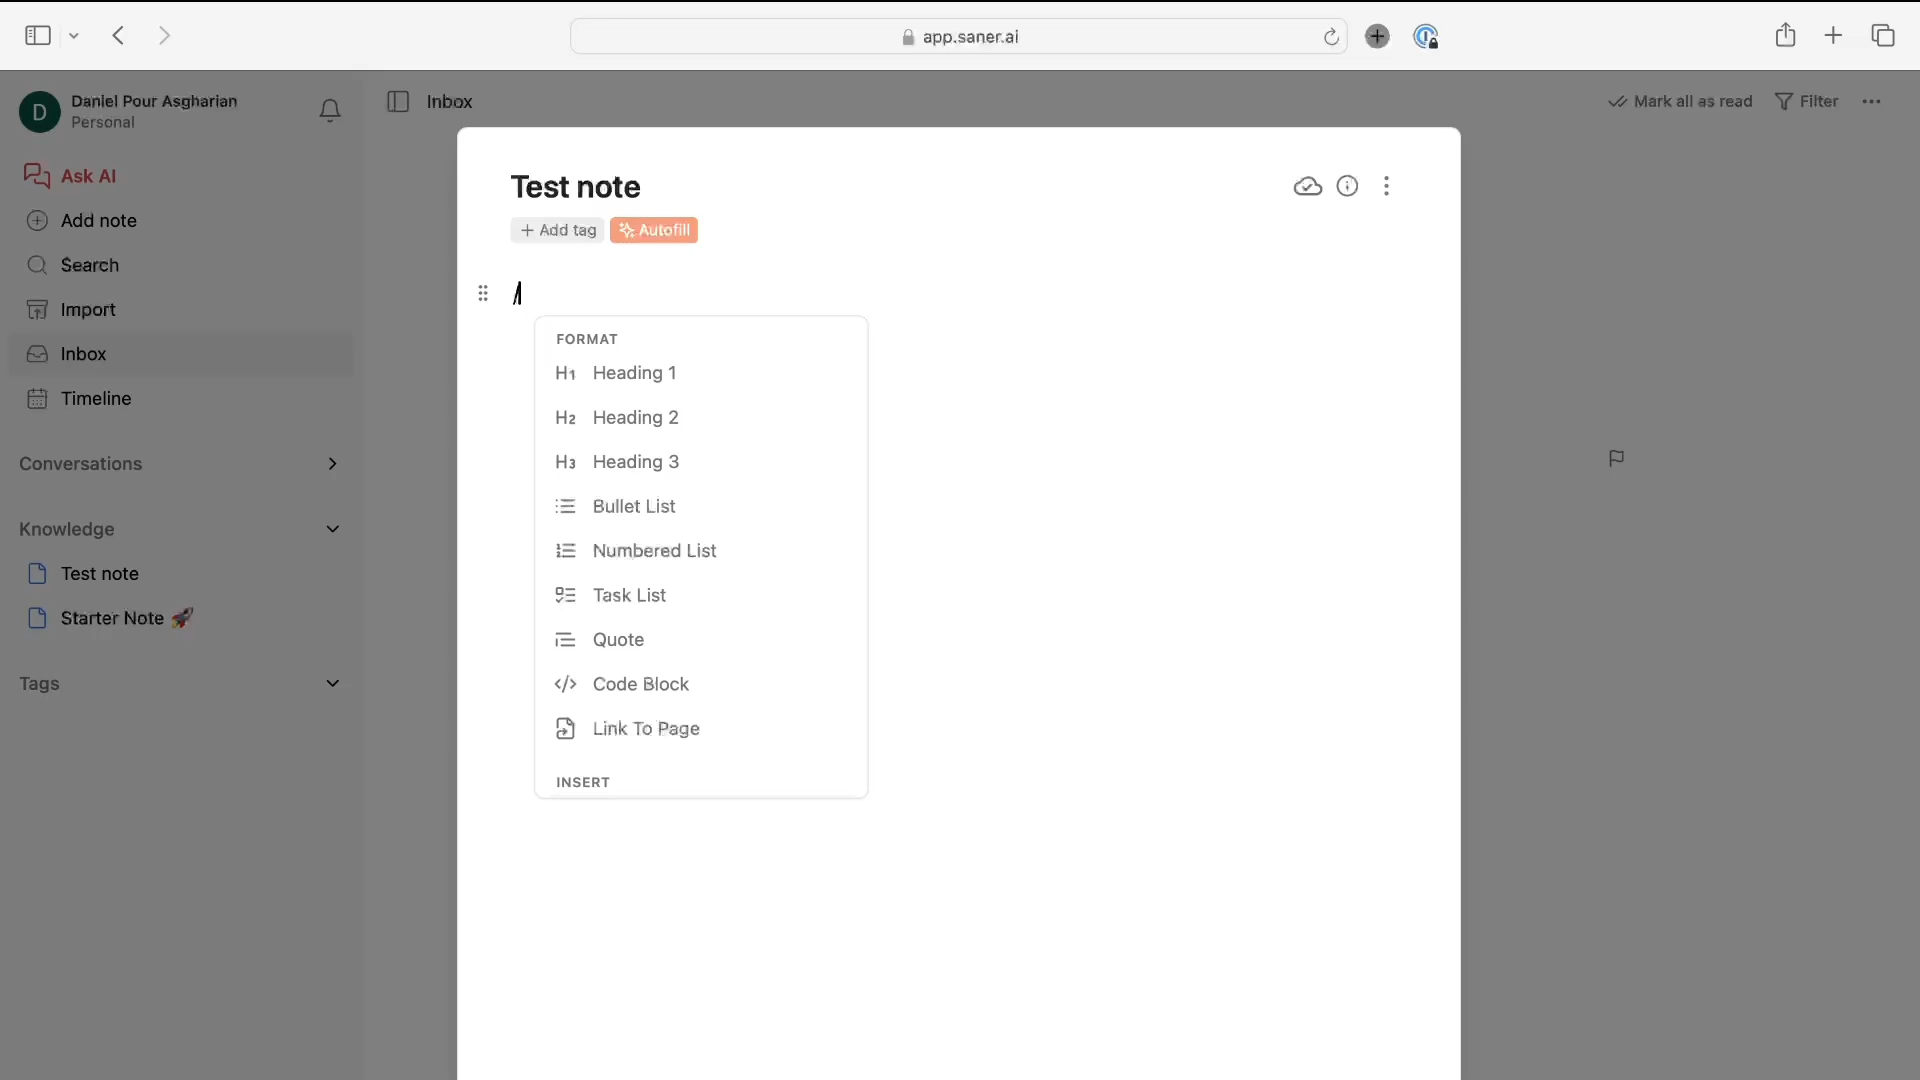 app.saner.ai
D
Daniel Pour Asgharian
Personal
Ask AI
Add note
Search
Import
Inbox
Timeline
Conversations
Knowledge
Test note
Starter Note 🚀
Tags
Inbox
Mark all as read
Filter
Test note
+ Add tag
Autofill
/
FORMAT
H1 Heading 1
H2 Heading 2
H3 Heading 3
Bullet List
Numbered List
Task List
Quote
</> Code Block
Link To Page
INSERT